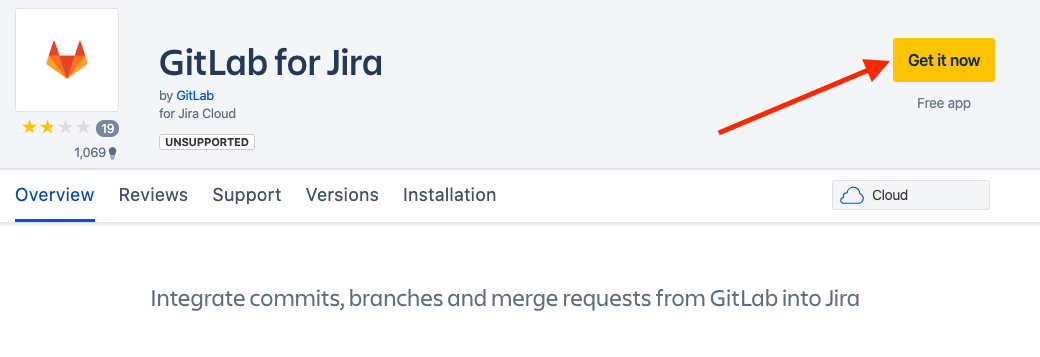 GitLab for Jira
by GitLab
for Jira Cloud
UNSUPPORTED
19
1,069
Get it now
Free app
Overview Reviews Support Versions Installation
Cloud
Integrate commits, branches and merge requests from GitLab into Jira